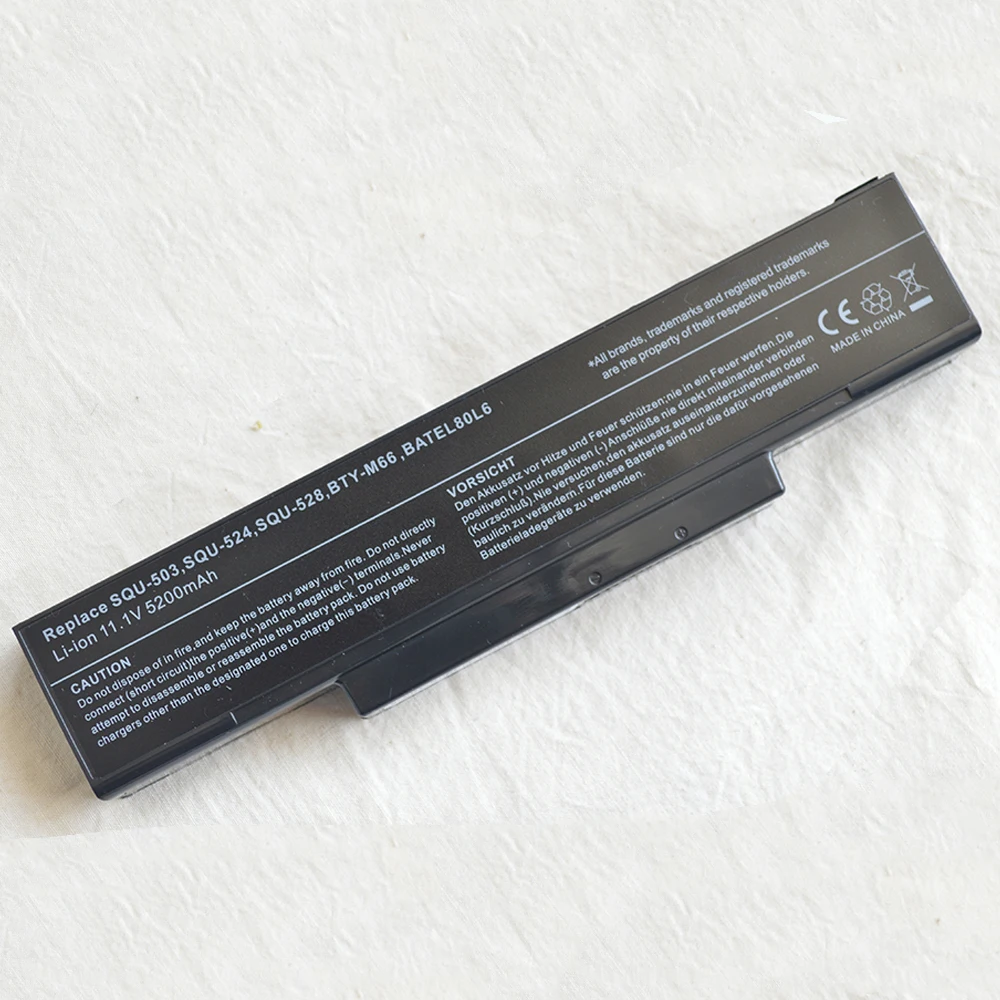 Replace SQU-503,SQU-524,SQU-528,BTY-M66,BATEL80L6
Li-ion 11.1V 5200mAh
*All brands, trademarks and registered trademarks
are the property of their respective holders.
CAUTION
Do not dispose of in fire,and keep the battery away from fire. Do not directly
connect (short circuit)the positive(+) and the negative(-) terminals.Never
attempt to disassemble or reassemble the battery pack. Do not use battery
chargers other than the designated one to charge this battery pack.
VORSICHT
Den Akkusatz vor Hitze und Feuer schützen;nie in ein Feuer werfen.Die
positiven (+) und negativen (-) Anschlüße nie direkt miteinander verbinden
(Kurzschluß),Nie versuchen,den akkusatz auseinanderzunehmen oder
baulich zu verändern. Für diese Batterie sind nur die dafür vorgesehenen
Batterieladegeräte zu verwenden.
CE
MADE IN CHINA